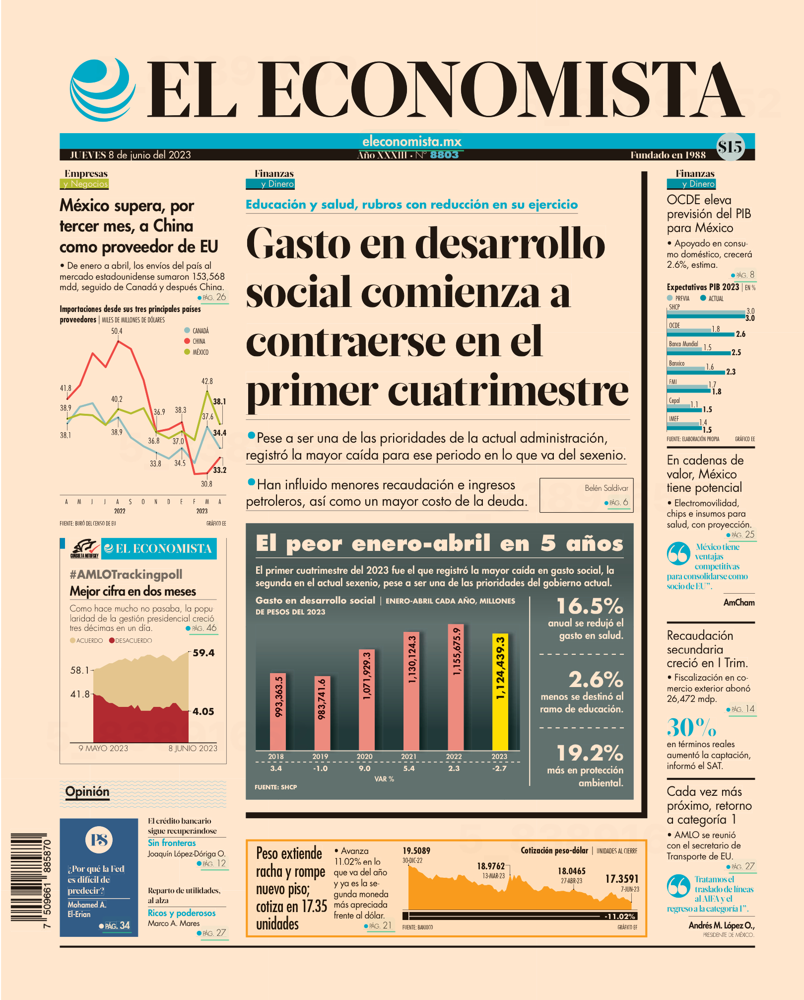 EL ECONOMISTA
eleconomista.mx
JUEVES 8 de junio del 2023
Año XXXIII • N° 8803
Fundado en 1988
$15
Empresas
y Negocios
México supera, por
tercer mes, a China
como proveedor de EU
• De enero a abril, los envíos del país al
mercado estadounidense sumaron 153,568
mdd, seguido de Canadá y después China.
• PÁG. 26
Importaciones desde sus tres principales países
proveedores | MILES DE MILLONES DE DÓLARES
CANADÁ
CHINA
MÉXICO
50.4
41.8
38.9
38.1
40.2
38.9
36.9
36.8
33.8
38.3
37.0
34.5
42.8
37.6
30.8
38.1
34.4
33.2
A M J J A S O N D E F M A
2022 2023
FUENTE: BURÓ DEL CENSO DE EU GRÁFICO EE
CONSULTA MITOFSKY
EL ECONOMISTA
#AMLOTrackingpoll
Mejor cifra en dos meses
Como hace mucho no pasaba, la popu-
laridad de la gestión presidencial creció
tres décimas en un día.
• PÁG. 46
ACUERDO DESACUERDO
59.4
58.1
41.8
4.05
9 MAYO 2023 8 JUNIO 2023
Opinión
PS
¿Por qué la Fed
es difícil de
predecir?
Mohamed A.
El-Erian
• PÁG. 34
El crédito bancario
sigue recuperándose
Sin fronteras
Joaquín López-Dóriga O.
• PÁG. 12
Reparto de utilidades,
al alza
Ricos y poderosos
Marco A. Mares
• PÁG. 27
7 509661 885870
Finanzas
y Dinero
Educación y salud, rubros con reducción en su ejercicio
Gasto en desarrollo
social comienza a
contraerse en el
primer cuatrimestre
• Pese a ser una de las prioridades de la actual administración,
registró la mayor caída para ese periodo en lo que va del sexenio.
• Han influido menores recaudación e ingresos
petroleros, así como un mayor costo de la deuda.
Belén Saldívar
• PÁG. 6
El peor enero-abril en 5 años
El primer cuatrimestre del 2023 fue el que registró la mayor caída en gasto social, la
segunda en el actual sexenio, pese a ser una de las prioridades del gobierno actual.
Gasto en desarrollo social | ENERO-ABRIL CADA AÑO, MILLONES
DE PESOS DEL 2023
993,363.5
983,741.6
1,071,929.3
1,130,124.3
1,155,675.9
1,124,439.3
2018 2019 2020 2021 2022 2023
3.4 -1.0 9.0 5.4 2.3 -2.7
VAR %
FUENTE: SHCP
16.5%
anual se redujó el
gasto en salud.
2.6%
menos se destinó al
ramo de educación.
19.2%
más en protección
ambiental.
Peso extiende
racha y rompe
nuevo piso;
cotiza en 17.35
unidades
• Avanza
11.02% en lo
que va del año
y ya es la se-
gunda moneda
más apreciada
frente al dólar.
• PÁG. 21
Cotización peso-dólar | UNIDADES AL CIERRE
19.5089
30-DIC-22
18.9762
13-MAR-23
18.0465
27-ABR-23
17.3591
7-JUN-23
-11.02%
FUENTE: BANXICO GRÁFICO EE
Finanzas
y Dinero
OCDE eleva
previsión del PIB
para México
• Apoyado en consu-
mo doméstico, crecerá
2.6%, estima.
• PÁG. 8
Expectativas PIB 2023 | EN %
PREVIA ACTUAL
SHCP
3.0
3.0
OCDE
1.8
2.6
Banco Mundial
1.5
2.5
Banxico
1.6
2.3
FMI
1.7
1.8
Cepal
1.1
1.5
IMEF
1.4
1.5
FUENTE: ELABORACIÓN PROPIA GRÁFICO EE
En cadenas de
valor, México
tiene potencial
• Electromovilidad,
chips e insumos para
salud, con proyección.
• PÁG. 25
México tiene
ventajas
competitivas
para consolidarse como
socio de EU”.
AmCham
Recaudación
secundaria
creció en I Trim.
• Fiscalización en co-
mercio exterior abonó
26,472 mdp.
• PÁG. 14
30%
en términos reales
aumentó la captación,
informó el SAT.
Cada vez más
próximo, retorno
a categoría 1
• AMLO se reunió
con el secretario de
Transporte de EU.
• PÁG. 27
Tratamos el
traslado de líneas
al AIFA y el
regreso a la categoría 1”.
Andrés M. López O.,
PRESIDENTE DE MÉXICO.